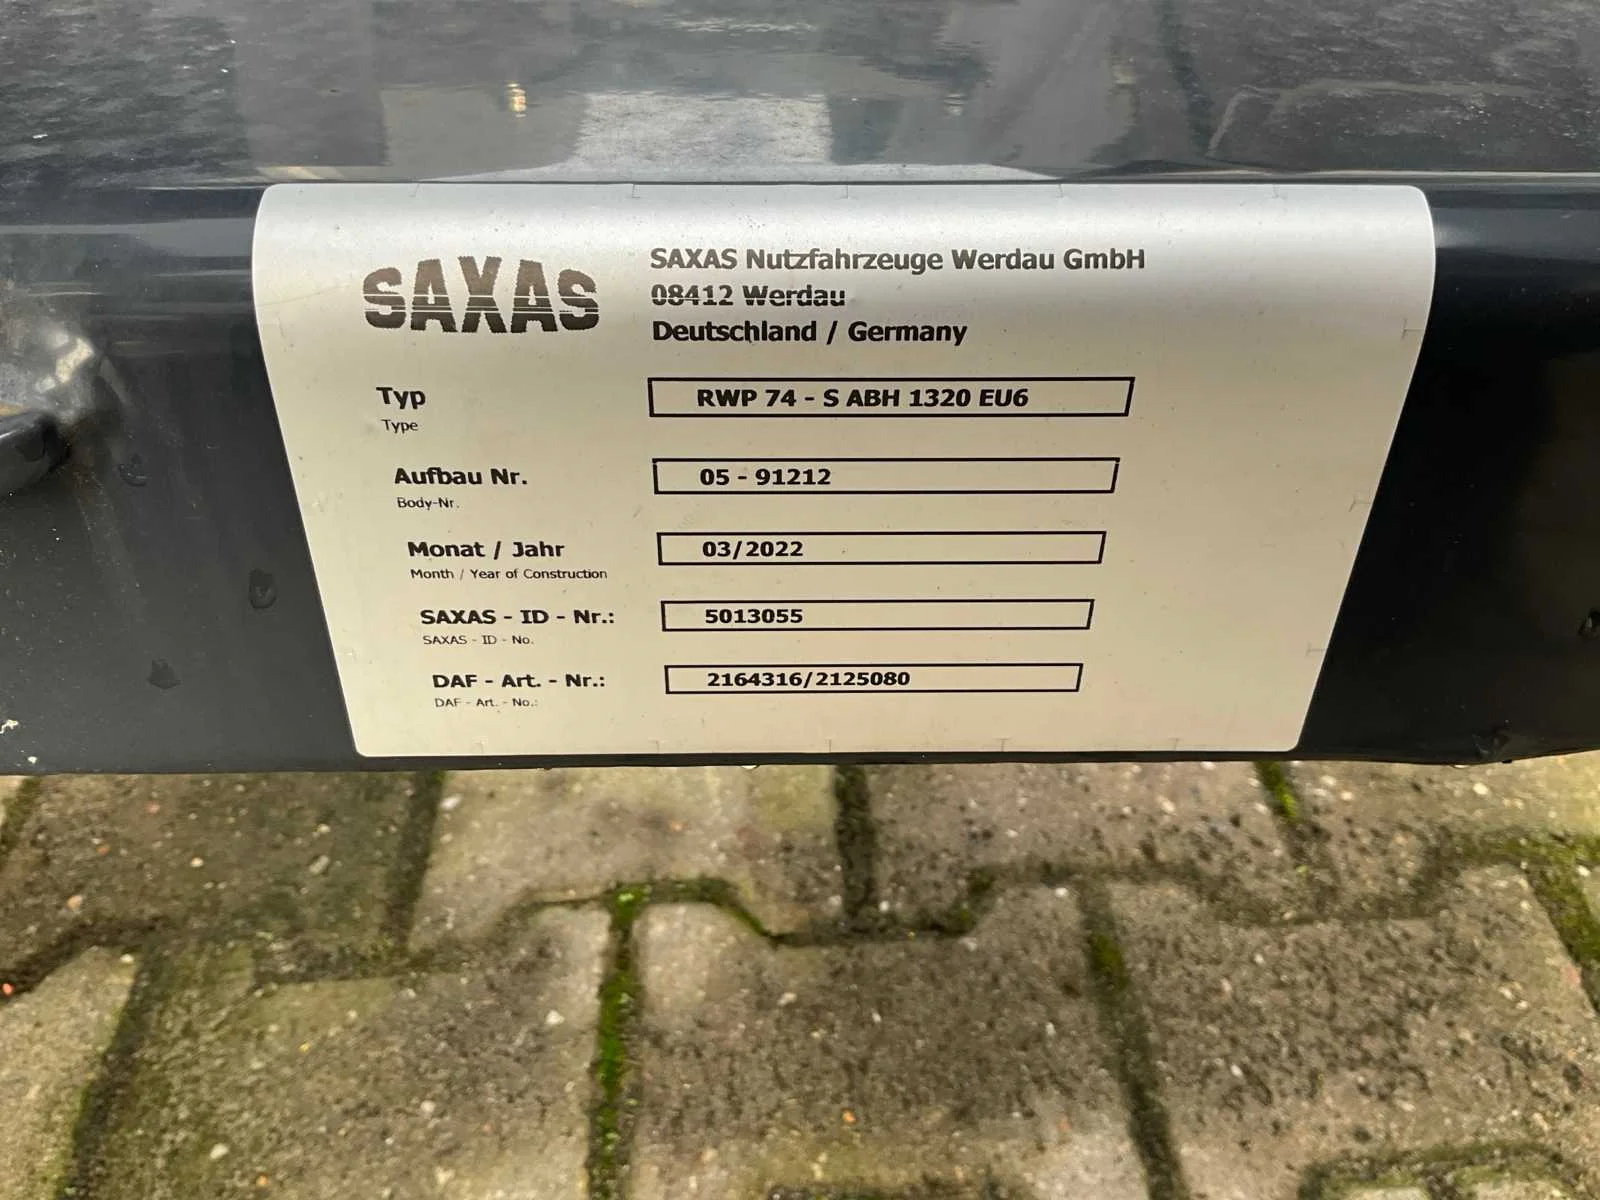 SAXAS
SAXAS Nutzfahrzeuge Werdau GmbH
08412 Werdau
Deutschland / Germany
Typ RWP 74 - S ABH 1320 EU6
Type
Aufbau Nr. 05 - 91212
Body-Nr.
Monat / Jahr 03/2022
Month / Year of Construction
SAXAS - ID - Nr.: 5013055
SAXAS - ID - No.
DAF - Art. - Nr.: 2164316/2125080
DAF - Art. - No.: